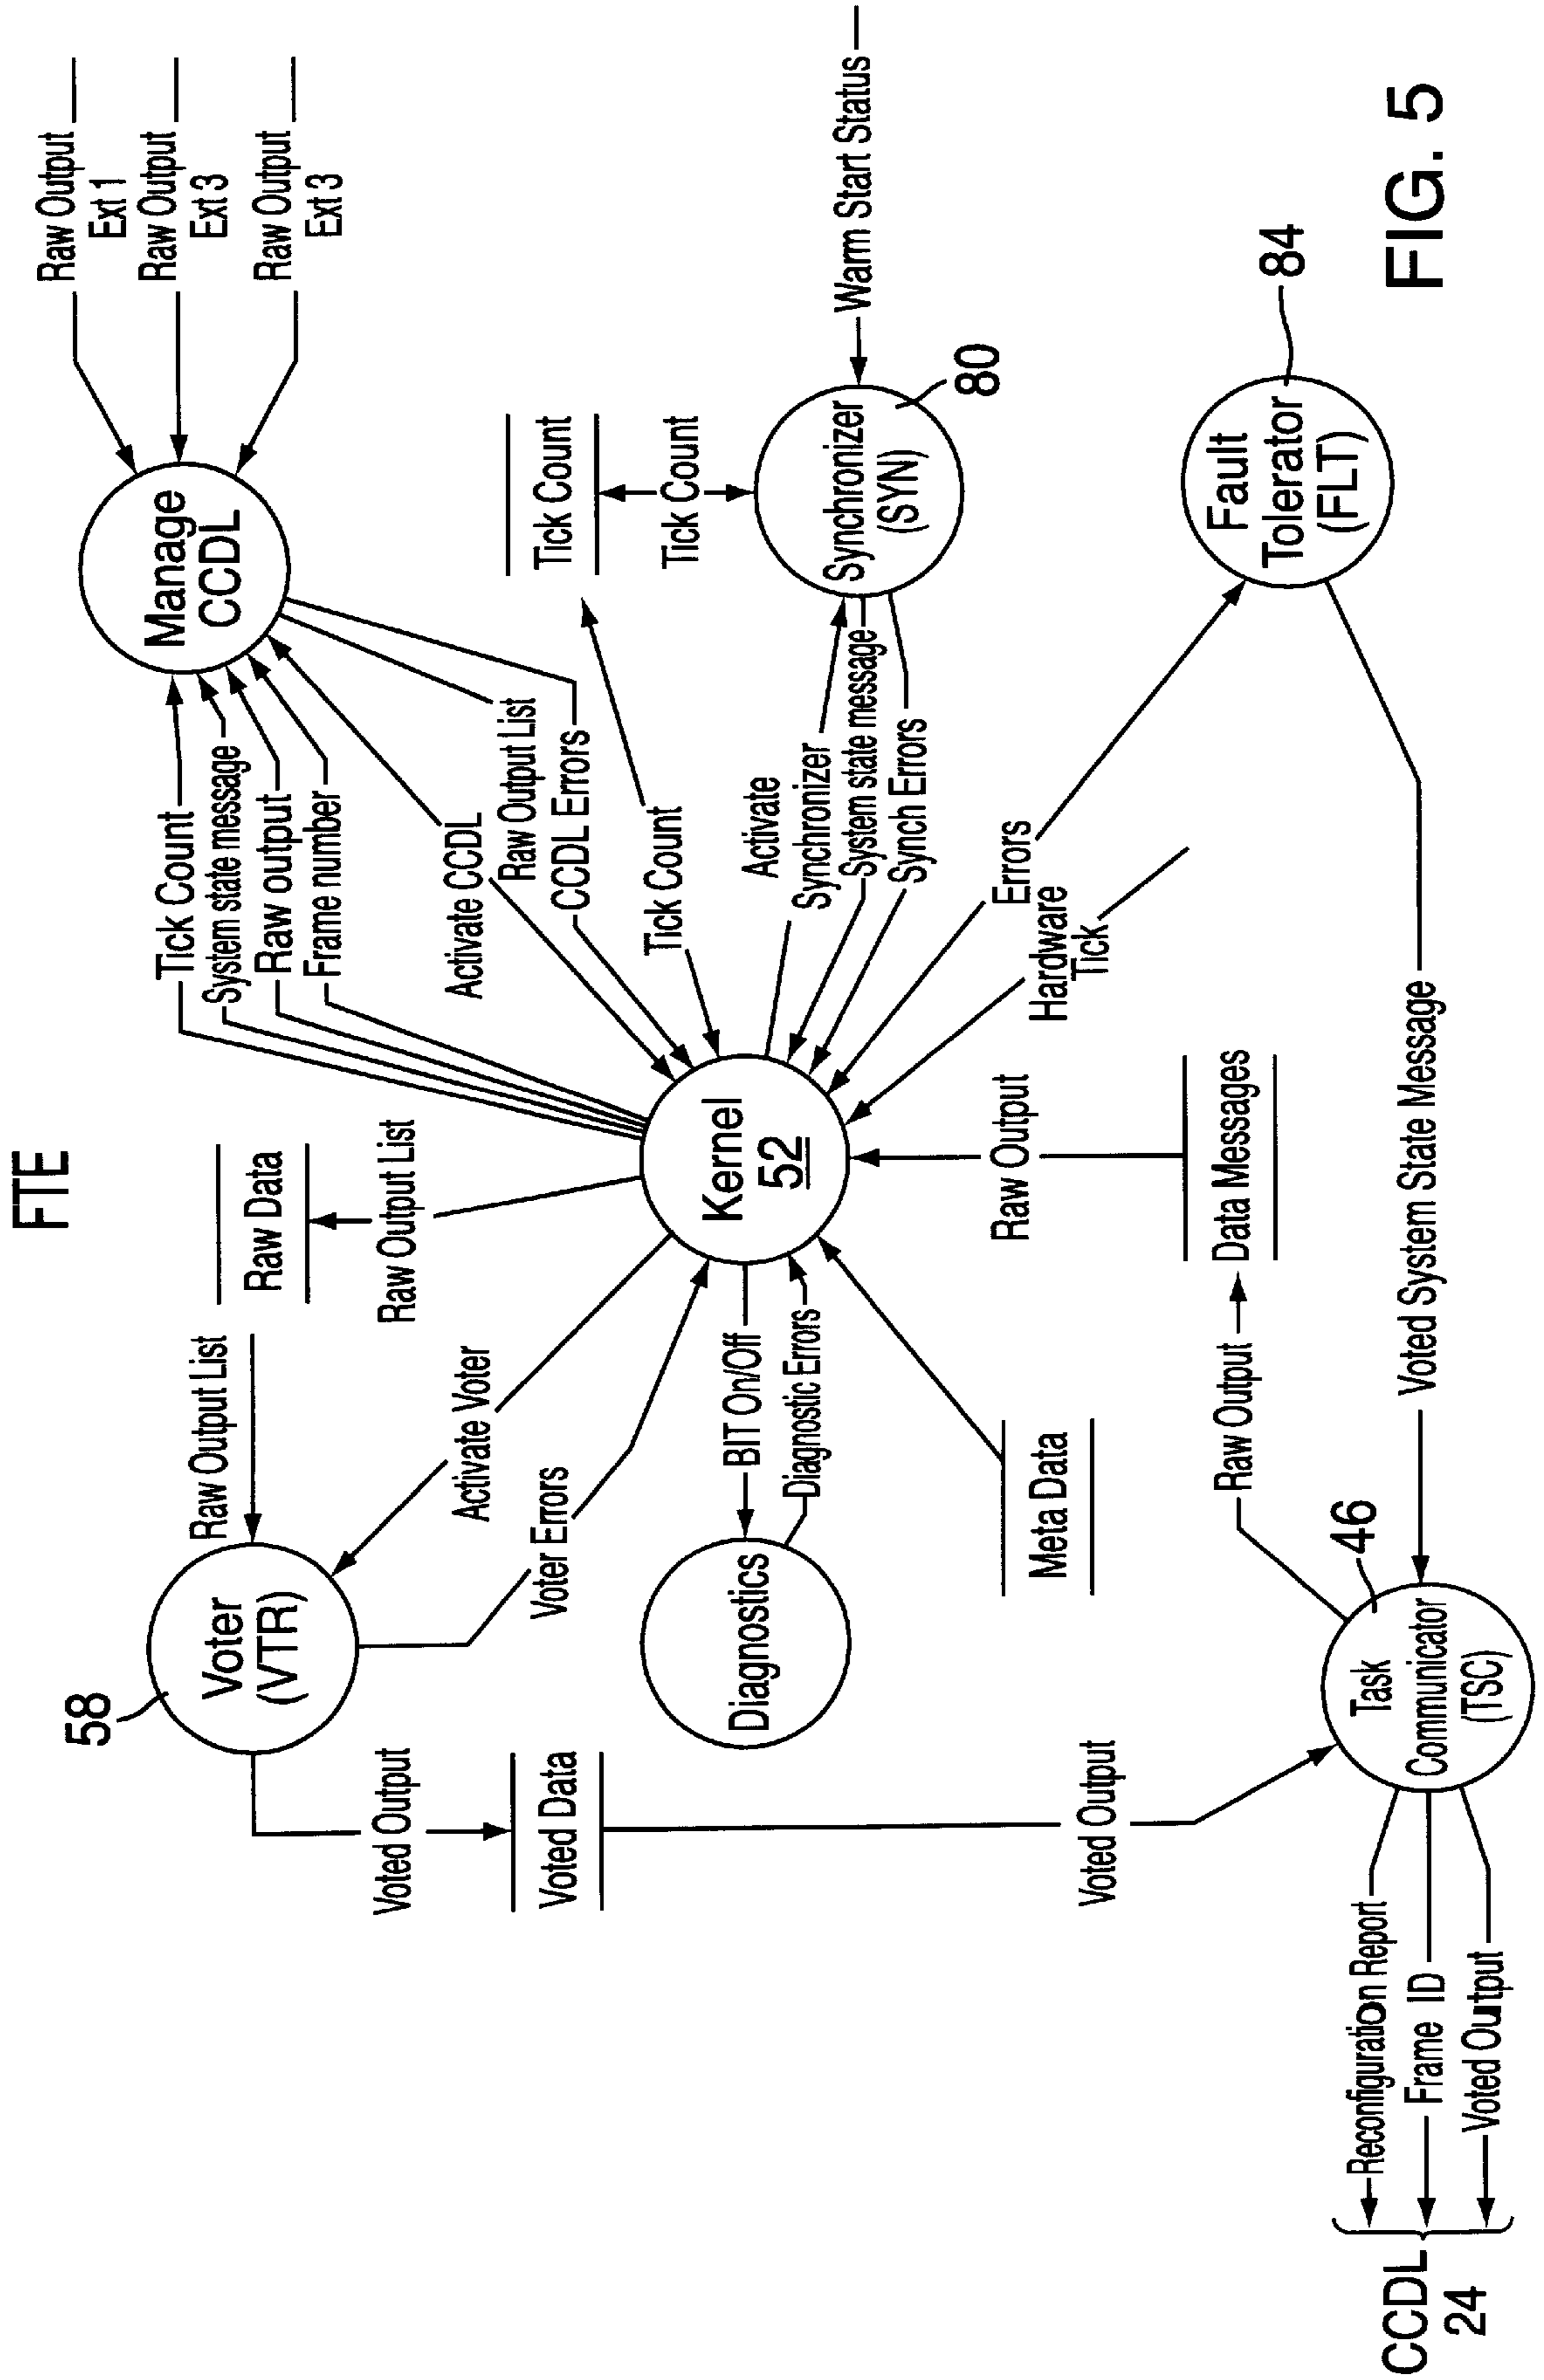 FTE
Raw Output
Ext 1
Raw Output
Ext 3
Raw Output
Ext 3
Manage
CCDL
Tick Count
System state message
Raw output
Frame number
Activate CCDL
Raw Output List
CCDL Errors
Raw Output List
Raw Data
Raw Output List
58
Voter
(VTR)
Activate Voter
Voter Errors
Voted Output
Voted Data
Voted Output
Tick Count
Tick Count
Tick Count
Kernel
52
BIT On/Off
Diagnostic Errors
Diagnostics
Meta Data
Activate
Synchronizer
System state message
Synch Errors
Synchronizer
(SYN)
80
Warm Start Status
Errors
Hardware
Tick
Raw Output
Data Messages
Raw Output
Fault
Tolerator
(FLT)
84
Voted System State Message
46
Task
Communicator
(TSC)
Reconfiguration Report
Frame ID
Voted Output
CCDL
24
FIG. 5